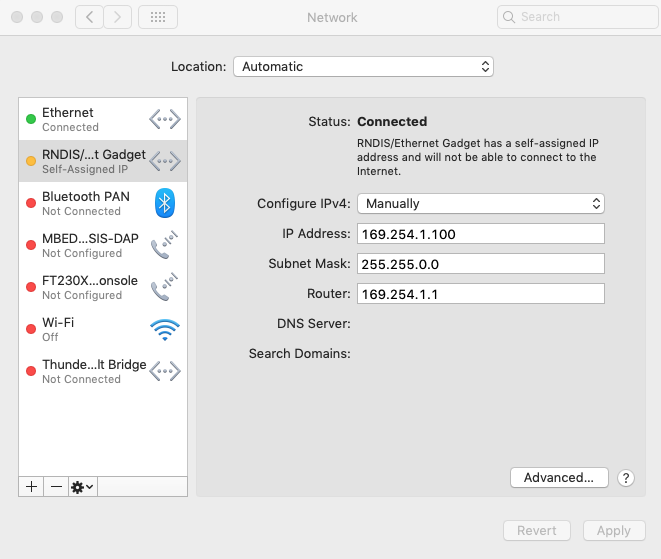 Network
Search
Location: Automatic
Ethernet
Connected
RNDIS/...t Gadget
Self-Assigned IP
Bluetooth PAN
Not Connected
MBED...SIS-DAP
Not Configured
FT230X...onsole
Not Configured
Wi-Fi
Off
Thunde...lt Bridge
Not Connected
Status: Connected
RNDIS/Ethernet Gadget has a self-assigned IP
address and will not be able to connect to the
Internet.
Configure IPv4: Manually
IP Address: 169.254.1.100
Subnet Mask: 255.255.0.0
Router: 169.254.1.1
DNS Server:
Search Domains:
Advanced...
?
Revert
Apply